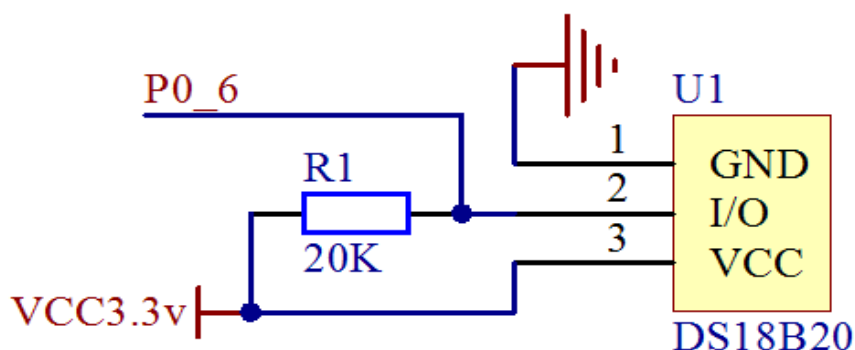 P0_6
U1
1
GND
R1
2
I/O
20K
3
VCC
VCC3.3v
DS18B20